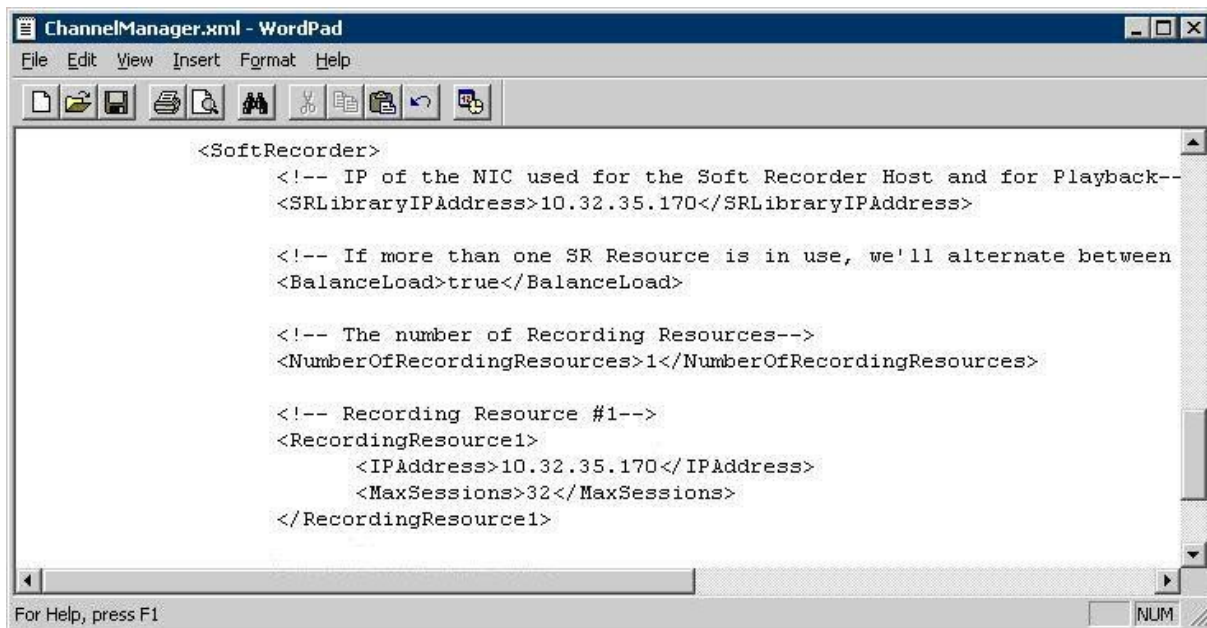 ChannelManager.xml - WordPad
File Edit View Insert Format Help
<SoftRecorder>
<!-- IP of the NIC used for the Soft Recorder Host and for Playback--
<SRLibraryIPAddress>10.32.35.170</SRLibraryIPAddress>
<!-- If more than one SR Resource is in use, we'll alternate between
<BalanceLoad>true</BalanceLoad>
<!-- The number of Recording Resources-->
<NumberOfRecordingResources>1</NumberOfRecordingResources>
<!-- Recording Resource #1-->
<RecordingResource1>
<IPAddress>10.32.35.170</IPAddress>
<MaxSessions>32</MaxSessions>
</RecordingResource1>
For Help, press F1
NUM